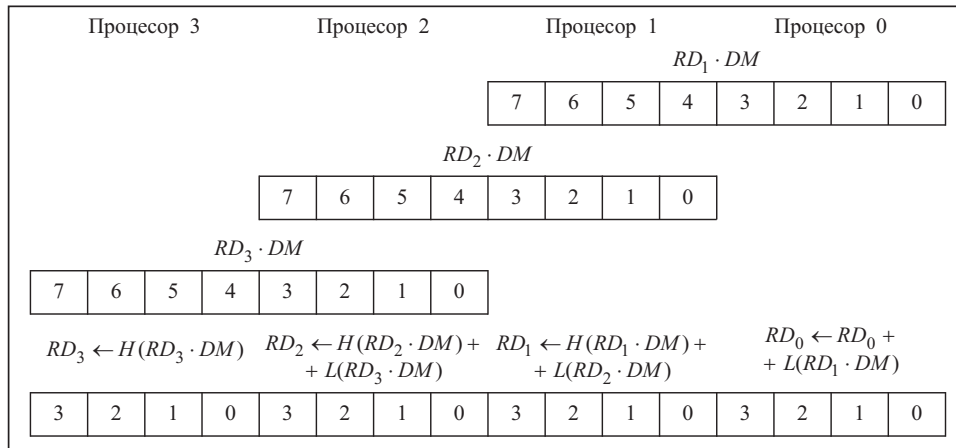 Процесор 3 Процесор 2 Процесор 1 Процесор 0
RD₁ · DM
7 6 5 4 3 2 1 0
RD₂ · DM
7 6 5 4 3 2 1 0
RD₃ · DM
7 6 5 4 3 2 1 0
RD₃ ← H(RD₃ · DM)
RD₂ ← H(RD₂ · DM) +
+ L(RD₃ · DM)
RD₁ ← H(RD₁ · DM) +
+ L(RD₂ · DM)
RD₀ ← RD₀ +
+ L(RD₁ · DM)
3 2 1 0 3 2 1 0 3 2 1 0 3 2 1 0